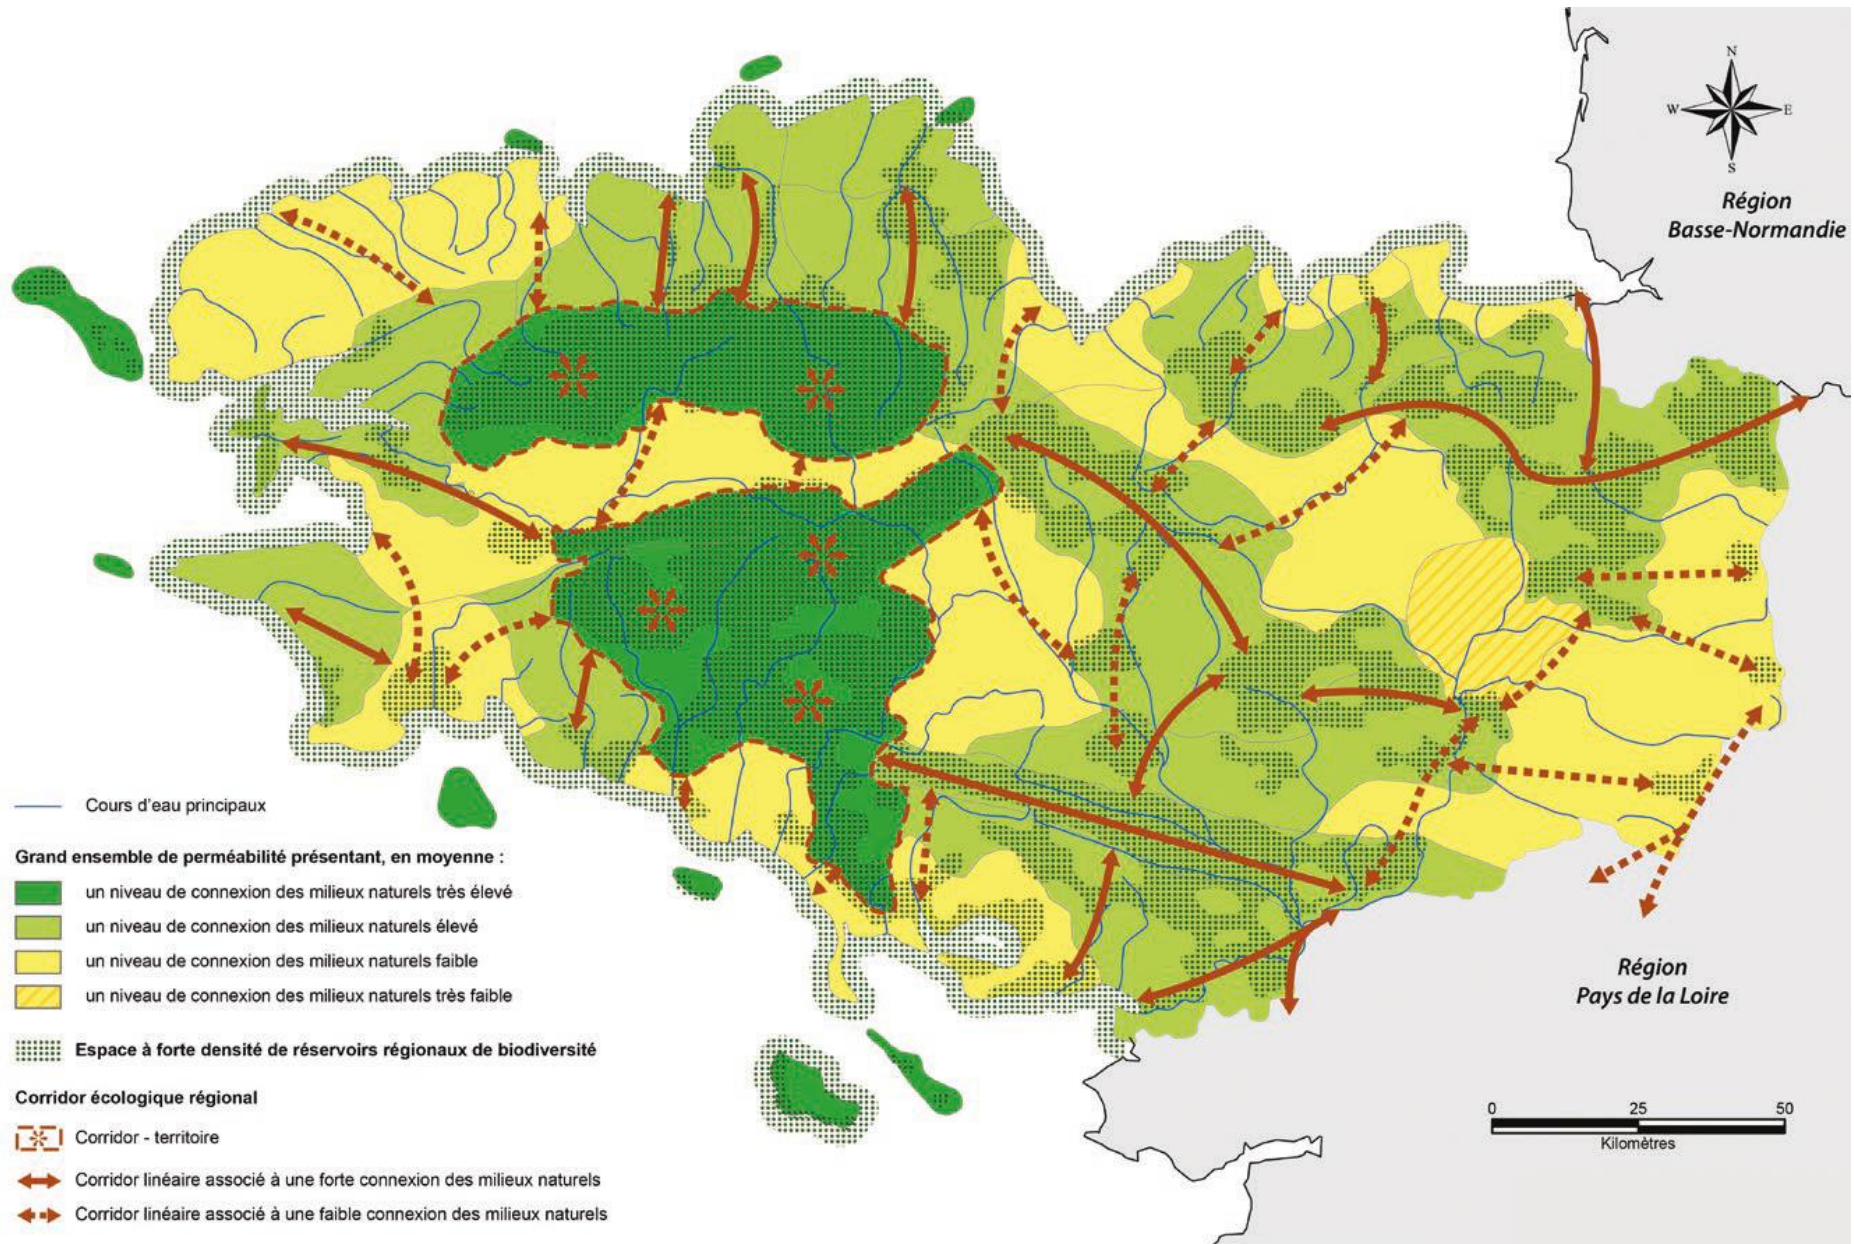 N
W
E
S
Région
Basse-Normandie
Cours d'eau principaux
Grand ensemble de perméabilité présentant, en moyenne :
un niveau de connexion des milieux naturels très élevé
un niveau de connexion des milieux naturels élevé
un niveau de connexion des milieux naturels faible
un niveau de connexion des milieux naturels très faible
Espace à forte densité de réservoirs régionaux de biodiversité
Corridor écologique régional
Corridor - territoire
Corridor linéaire associé à une forte connexion des milieux naturels
Corridor linéaire associé à une faible connexion des milieux naturels
Région
Pays de la Loire
0 25 50
Kilomètres